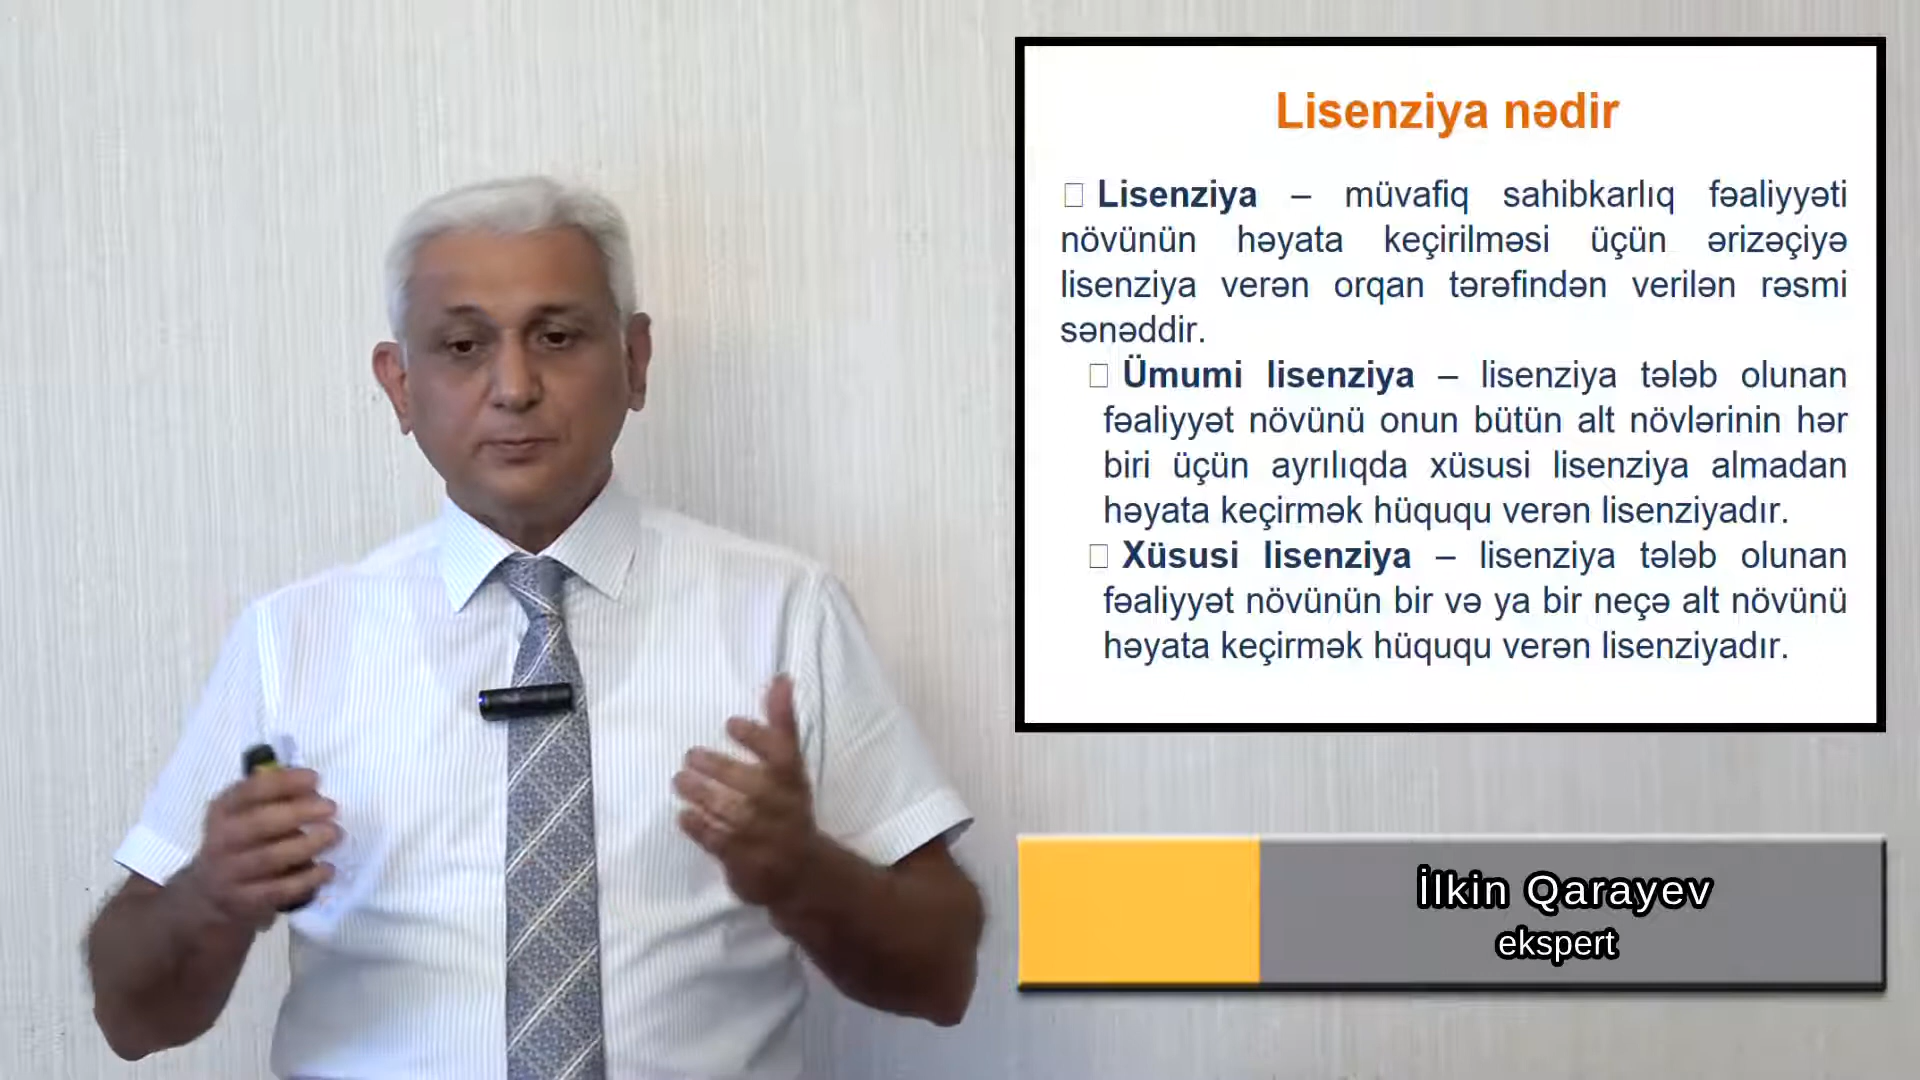 Lisenziya nədir
Lisenziya – müvafiq sahibkarlıq fəaliyyəti
növünün həyata keçirilməsi üçün ərizəçiyə
lisenziya verən orqan tərəfindən verilən rəsmi
sənəddir.
Ümumi lisenziya – lisenziya tələb olunan
fəaliyyət növünü onun bütün alt növlərinin hər
biri üçün ayrılıqda xüsusi lisenziya almadan
həyata keçirmək hüququ verən lisenziyadır.
Xüsusi lisenziya – lisenziya tələb olunan
fəaliyyət növünün bir və ya bir neçə alt növünü
həyata keçirmək hüququ verən lisenziyadır.
İlkin Qarayev
ekspert